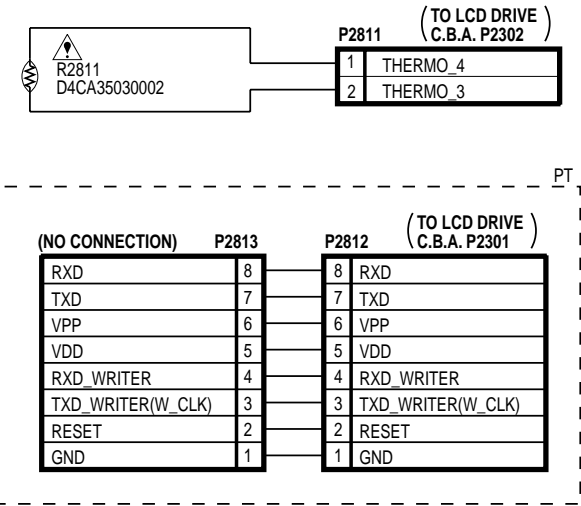 (TO LCD DRIVE
P2811 C.B.A. P2302)
R2811
D4CA35030002
1 THERMO_4
2 THERMO_3
PT
(TO LCD DRIVE
(NO CONNECTION) P2813 P2812 C.B.A. P2301)
RXD 8 8 RXD
TXD 7 7 TXD
VPP 6 6 VPP
VDD 5 5 VDD
RXD_WRITER 4 4 RXD_WRITER
TXD_WRITER(W_CLK) 3 3 TXD_WRITER(W_CLK)
RESET 2 2 RESET
GND 1 1 GND